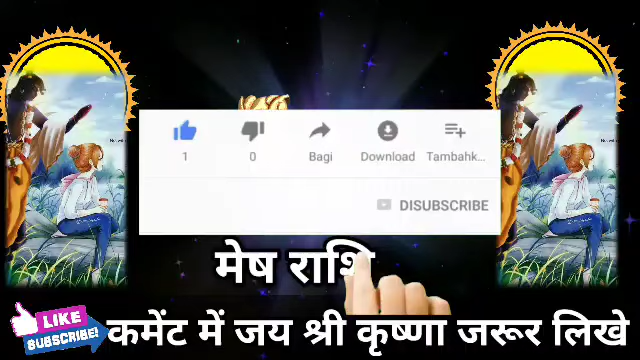 1 0 Bagi Download Tambahk...
DISUBSCRIBE
मेष राशि
LIKE
SUBSCRIBE!
कमेंट में जय श्री कृष्णा जरूर लिखे